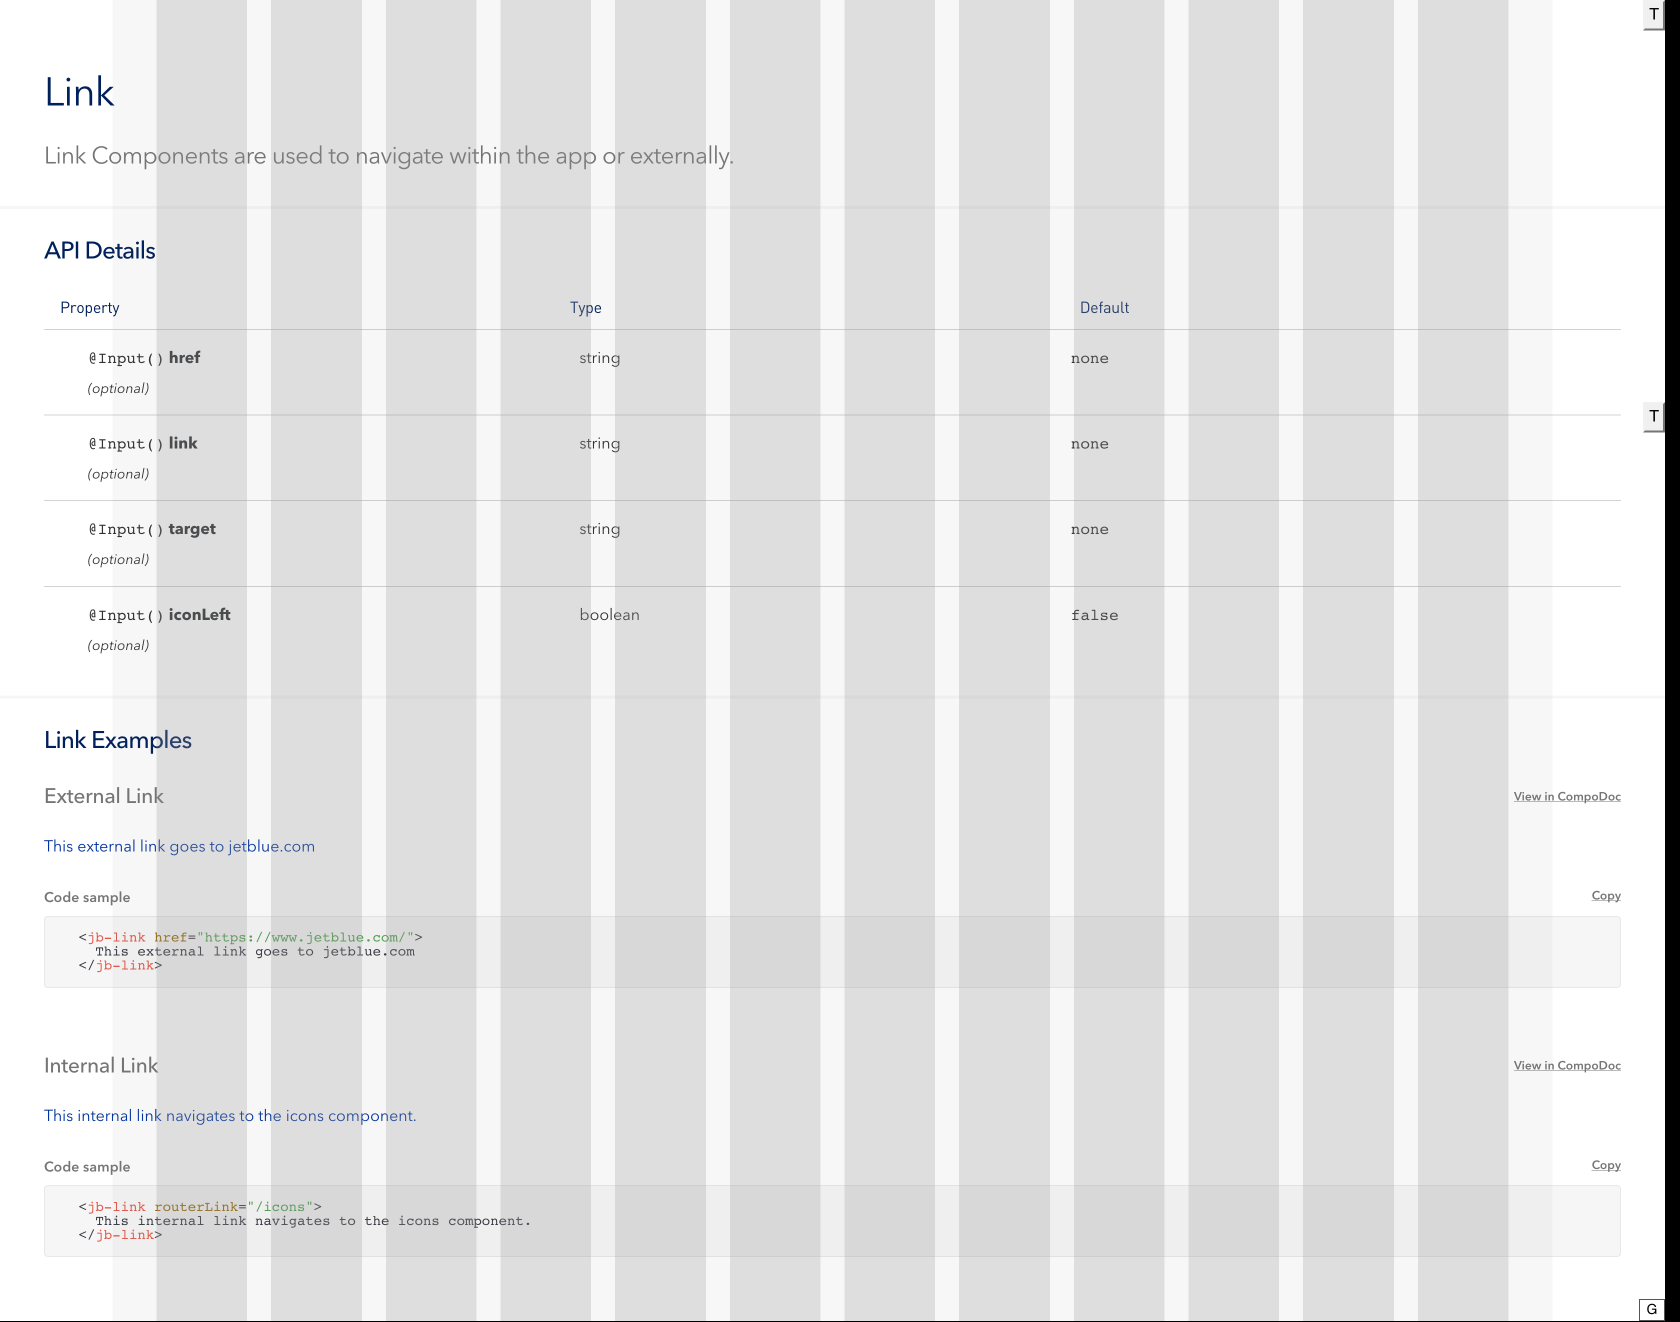 T
Link
Link Components are used to navigate within the app or externally.
API Details
Property Type Default
@Input() href string none
(optional)
T
@Input() link string none
(optional)
@Input() target string none
(optional)
@Input() iconLeft boolean false
(optional)
Link Examples
External Link View in CompoDoc
This external link goes to jetblue.com
Code sample Copy
<jb-link href="https://www.jetblue.com/">
This external link goes to jetblue.com
</jb-link>
Internal Link View in CompoDoc
This internal link navigates to the icons component.
Code sample Copy
<jb-link routerLink="/icons">
This internal link navigates to the icons component.
</jb-link>
G